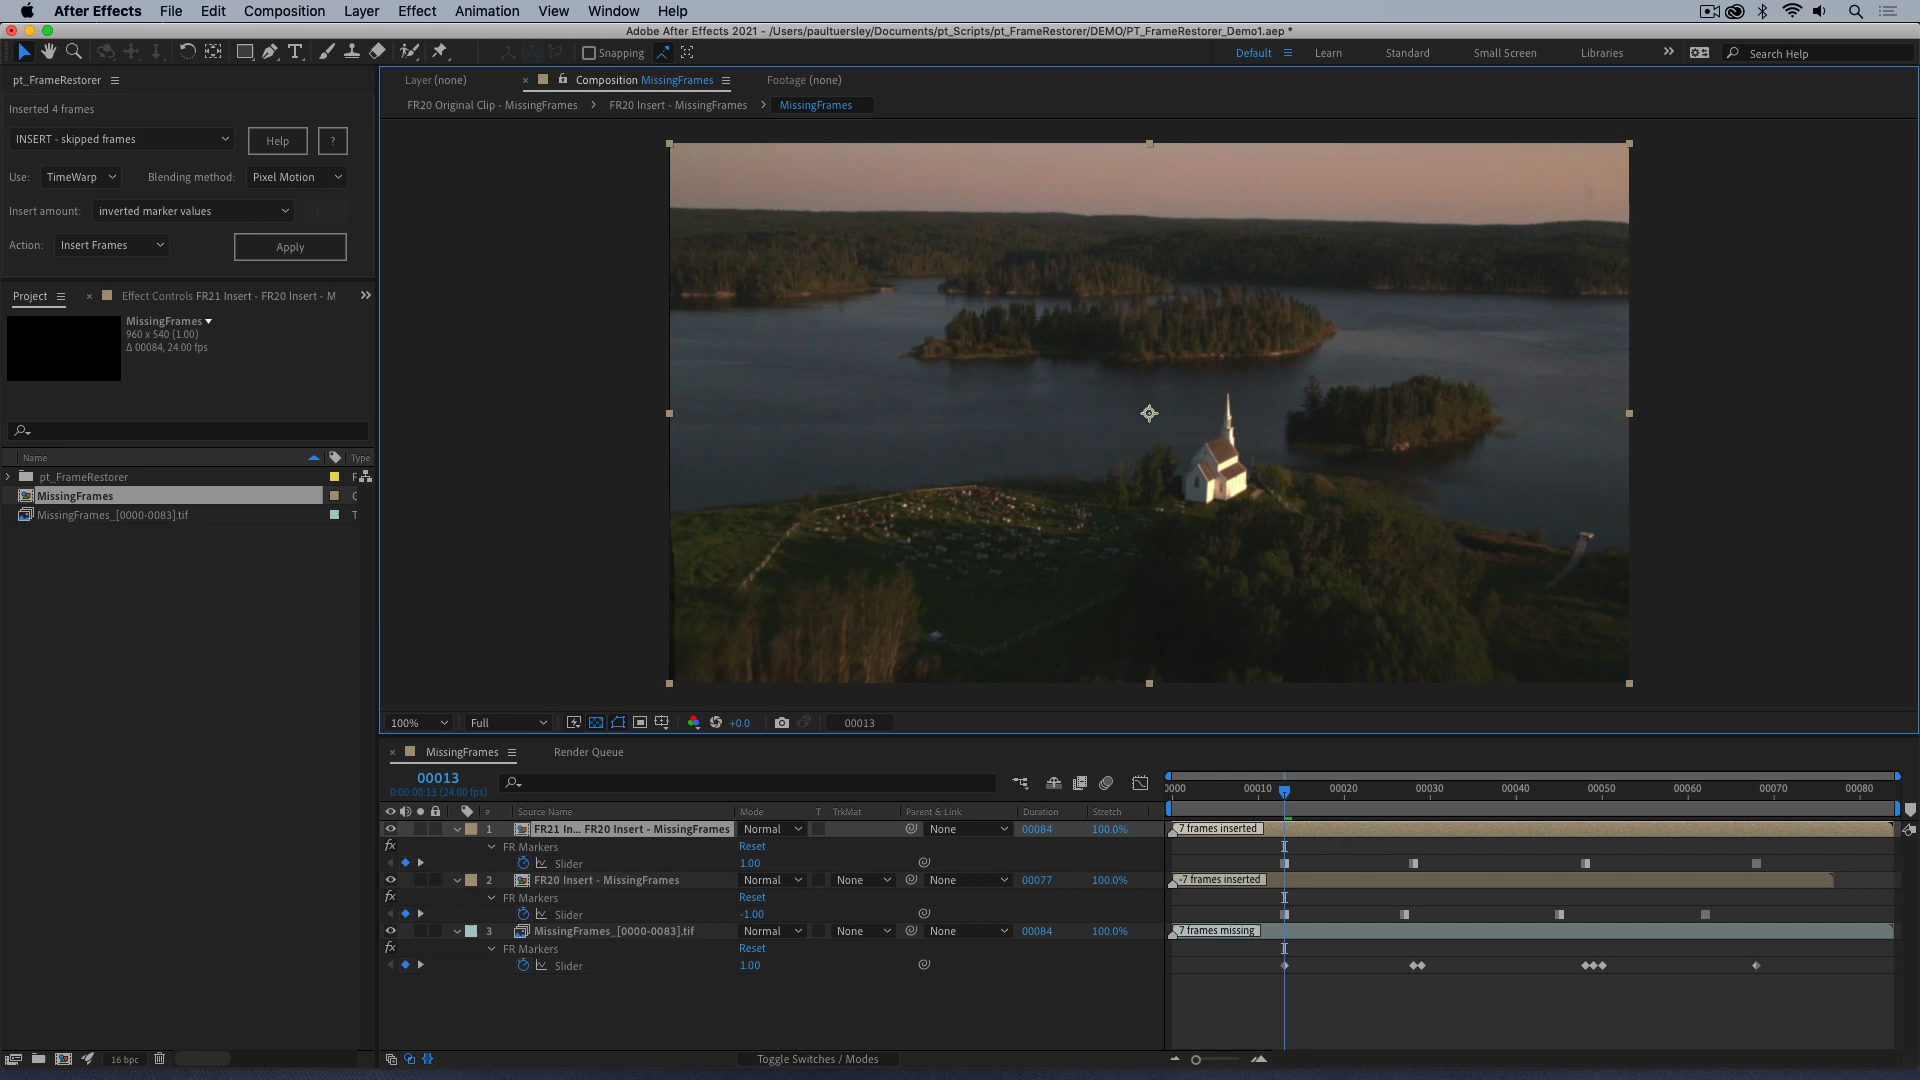 After Effects File Edit Composition Layer Effect Animation View Window Help
Adobe After Effects 2021 - /Users/paultuersley/Documents/pt_Scripts/pt_FrameRestorer/DEMO/PT_FrameRestorer_Demo1.aep *
Snapping Default Learn Standard Small Screen Libraries Search Help
pt_FrameRestorer
Layer (none) Composition MissingFrames Footage (none)
FR20 Original Clip - MissingFrames FR20 Insert - MissingFrames MissingFrames
Inserted 4 frames
INSERT - skipped frames Help ?
Use: TimeWarp Blending method: Pixel Motion
Insert amount: inverted marker values
Action: Insert Frames Apply
Project Effect Controls FR21 Insert - FR20 Insert - M
MissingFrames
960 x 540 (1.00)
Δ 00084, 24.00 fps
Name Type
pt_FrameRestorer F
MissingFrames C
MissingFrames_[0000-0083].tif T
100% Full +0.0 00013
MissingFrames Render Queue
00013
0:00:00:13 (24.00 fps)
0000 00010 00020 00030 00040 00050 00060 00070 00080
# Source Name Mode T TrkMat Parent & Link Duration Stretch
1 FR21 In... FR20 Insert - MissingFrames Normal None 00084 100.0% 7 frames inserted
fx FR Markers Reset
Slider 1.00
2 FR20 Insert - MissingFrames Normal None None 00077 100.0% -7 frames inserted
fx FR Markers Reset
Slider -1.00
3 MissingFrames_[0000-0083].tif Normal None None 00084 100.0% 7 frames missing
fx FR Markers Reset
Slider 1.00
16 bpc Toggle Switches / Modes